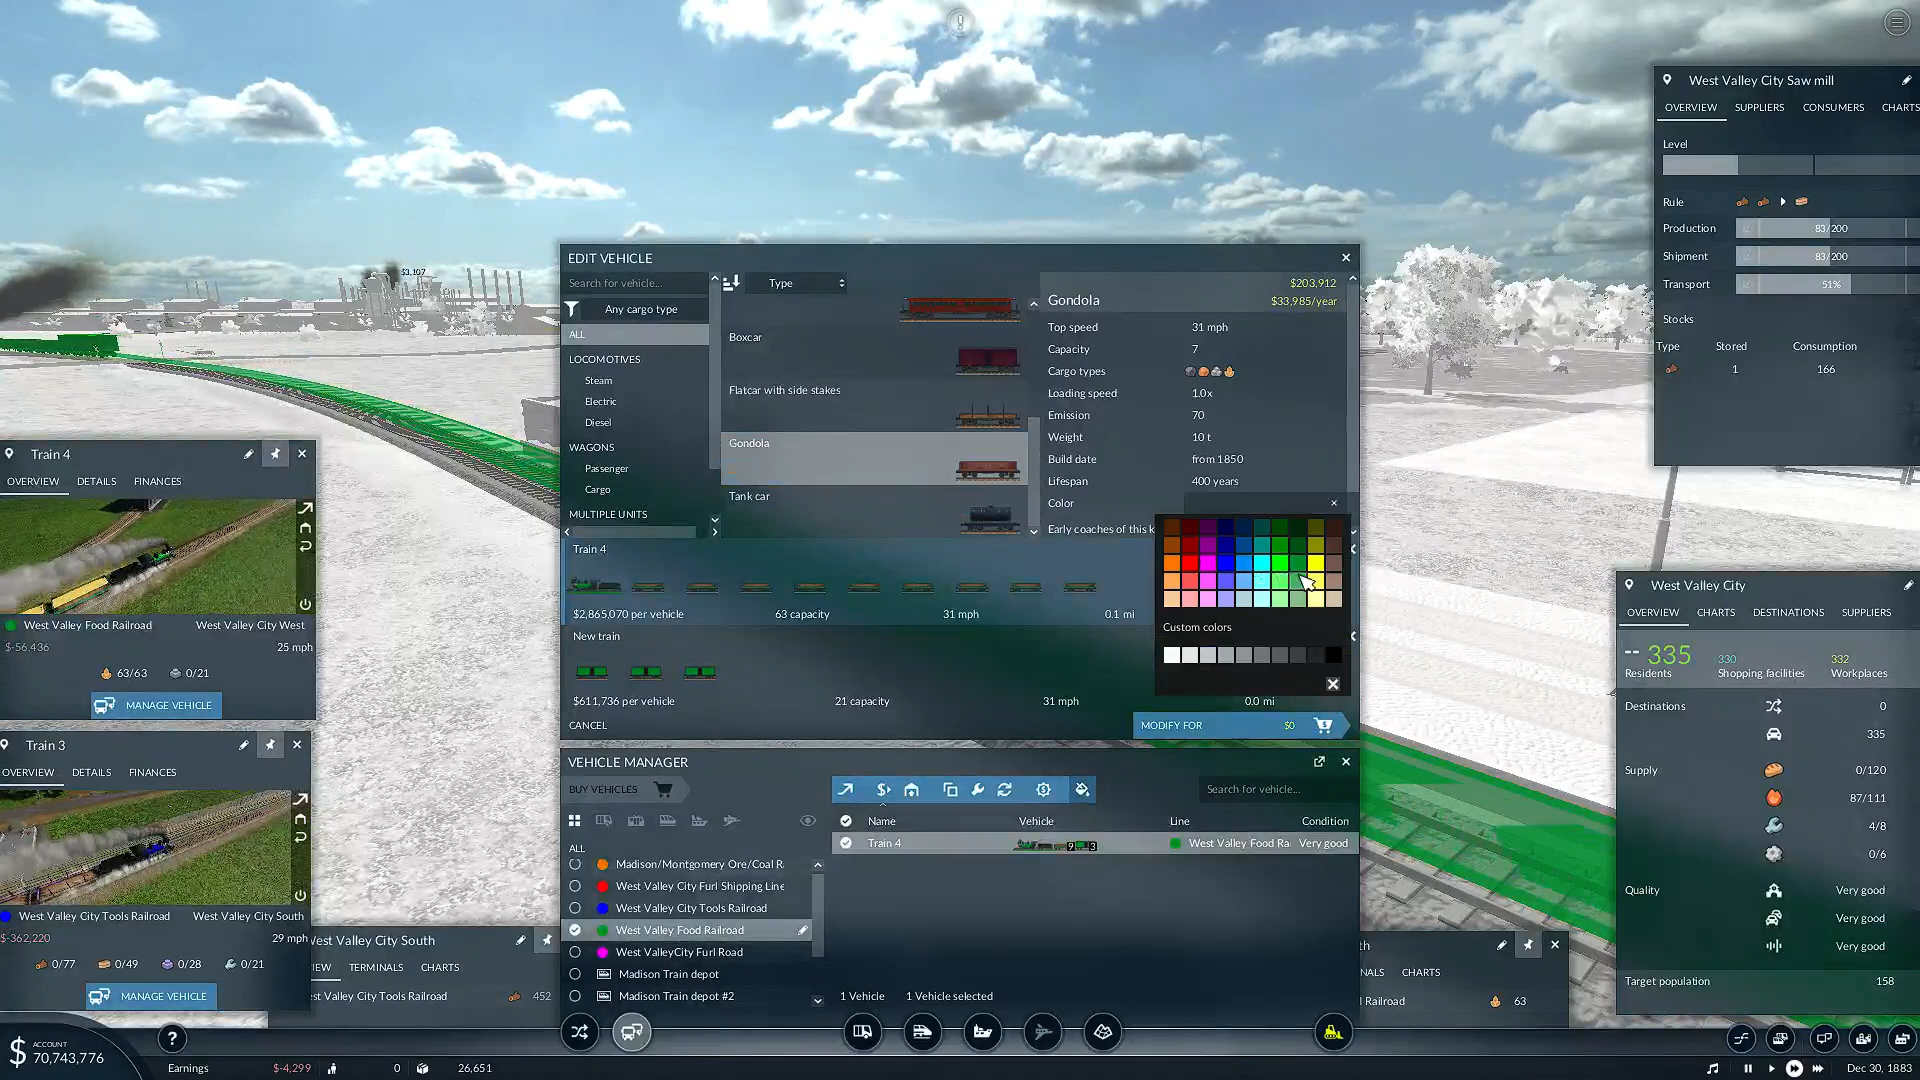 $3,107
West Valley City Saw mill
OVERVIEW SUPPLIERS CONSUMERS CHARTS
Level
Rule
Production 83/200
Shipment 83/200
Transport 51%
Stocks
Type Stored Consumption
1 166
EDIT VEHICLE
Search for vehicle...
Any cargo type
ALL
LOCOMOTIVES
Steam
Electric
Diesel
WAGONS
Passenger
Cargo
MULTIPLE UNITS
Type
Boxcar
Flatcar with side stakes
Gondola
Tank car
$203,912
Gondola $33,985/year
Top speed 31 mph
Capacity 7
Cargo types
Loading speed 1.0x
Emission 70
Weight 10 t
Build date from 1850
Lifespan 400 years
Color
Early coaches of this k
Custom colors
Train 4
$2,865,070 per vehicle 63 capacity 31 mph 0.1 mi
New train
$611,736 per vehicle 21 capacity 31 mph 0.0 mi
CANCEL MODIFY FOR $0
Train 4
OVERVIEW DETAILS FINANCES
West Valley Food Railroad West Valley City West
$-56,436 25 mph
63/63 0/21
MANAGE VEHICLE
Train 3
OVERVIEW DETAILS FINANCES
West Valley City Tools Railroad West Valley City South
$-362,220 29 mph
0/77 0/49 0/28 0/21
MANAGE VEHICLE
West Valley City South
IEW TERMINALS CHARTS
st Valley City Tools Railroad 452
VEHICLE MANAGER
BUY VEHICLES
Search for vehicle...
ALL
Madison/Montgomery Ore/Coal R
West Valley City Furl Shipping Line
West Valley City Tools Railroad
West Valley Food Railroad
West ValleyCity Furl Road
Madison Train depot
Madison Train depot #2
Name Vehicle Line Condition
Train 4 9 3 West Valley Food Ra Very good
1 Vehicle 1 Vehicle selected
th
NALS CHARTS
l Railroad 63
West Valley City
OVERVIEW CHARTS DESTINATIONS SUPPLIERS
-- 335 330 332
Residents Shopping facilities Workplaces
Destinations 0
335
Supply 0/120
87/111
4/8
0/6
Quality Very good
Very good
Very good
Target population 158
$ ACCOUNT
70,743,776
?
Earnings $-4,299 0 26,651
Dec 30, 1883